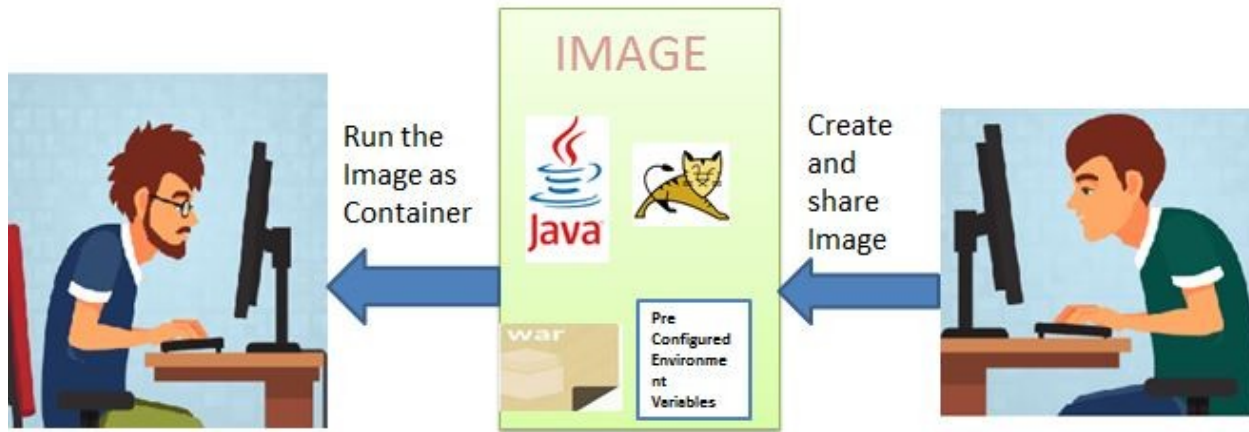 IMAGE
Run the
Image as
Container
Java
Create
and
share
Image
war
Pre
Configured
Environme
nt
Variables